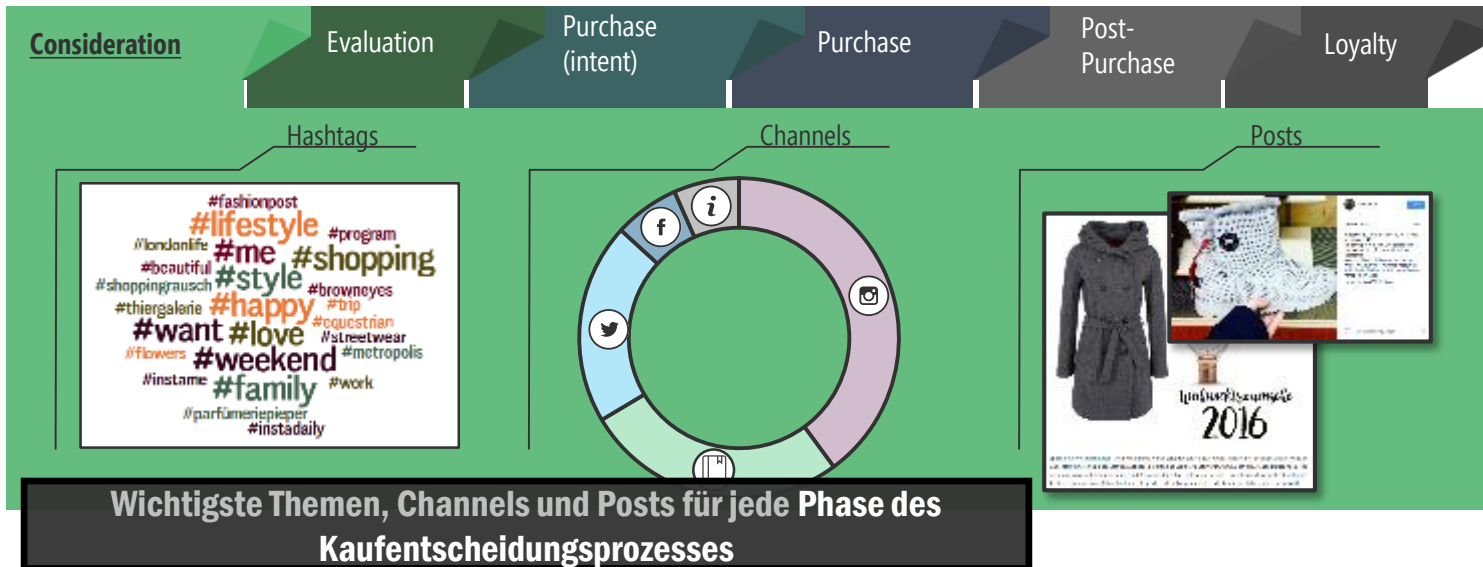 Consideration
Evaluation
Purchase
(intent)
Purchase
Post-
Purchase
Loyalty
Hashtags
Channels
Posts
#fashionpost
#lifestyle
#londonlife #me #program
#shopping
#beautiful #style
#shoppingrausch #browneyes
#thiergalerie #happy #trip
#equestrian
#want #love #streetwear
#flowers #weekend #metropolis
#instame #family #work
#parfümeriepieper
#instadaily
f
i
2016
Wichtigste Themen, Channels und Posts für jede Phase des
Kaufentscheidungsprozesses